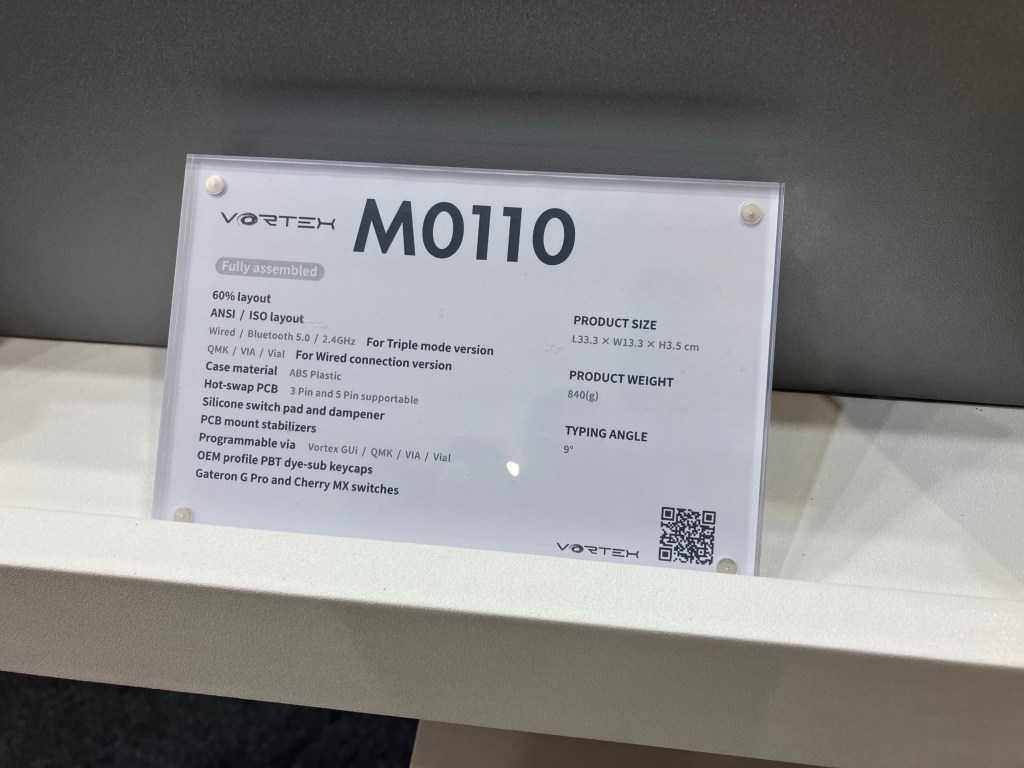 VORTEX M0110
Fully assembled
60% layout
ANSI / ISO layout
Wired / Bluetooth 5.0 / 2.4GHz For Triple mode version
QMK / VIA / Vial For Wired connection version
Case material ABS Plastic
Hot-swap PCB 3 Pin and 5 Pin supportable
Silicone switch pad and dampener
PCB mount stabilizers
Programmable via Vortex GUi / QMK / VIA / Vial
OEM profile PBT dye-sub keycaps
Gateron G Pro and Cherry MX switches
PRODUCT SIZE
L33.3 × W13.3 × H3.5 cm
PRODUCT WEIGHT
840(g)
TYPING ANGLE
9°
VORTEX